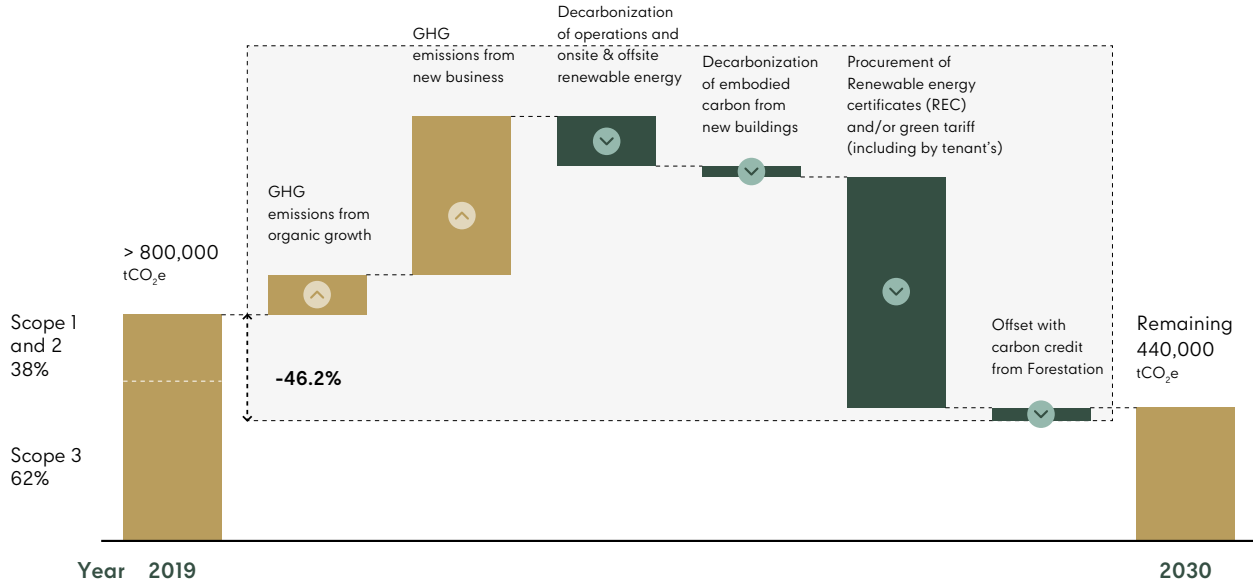 > 800,000
tCO₂e
Scope 1
and 2
38%
Scope 3
62%
GHG
emissions from
organic growth
-46.2%
GHG
emissions from
new business
Decarbonization
of operations and
onsite & offsite
renewable energy
Decarbonization
of embodied
carbon from
new buildings
Procurement of
Renewable energy
certificates (REC)
and/or green tariff
(including by tenant's)
Offset with
carbon credit
from Forestation
Remaining
440,000
tCO₂e
Year 2019
2030